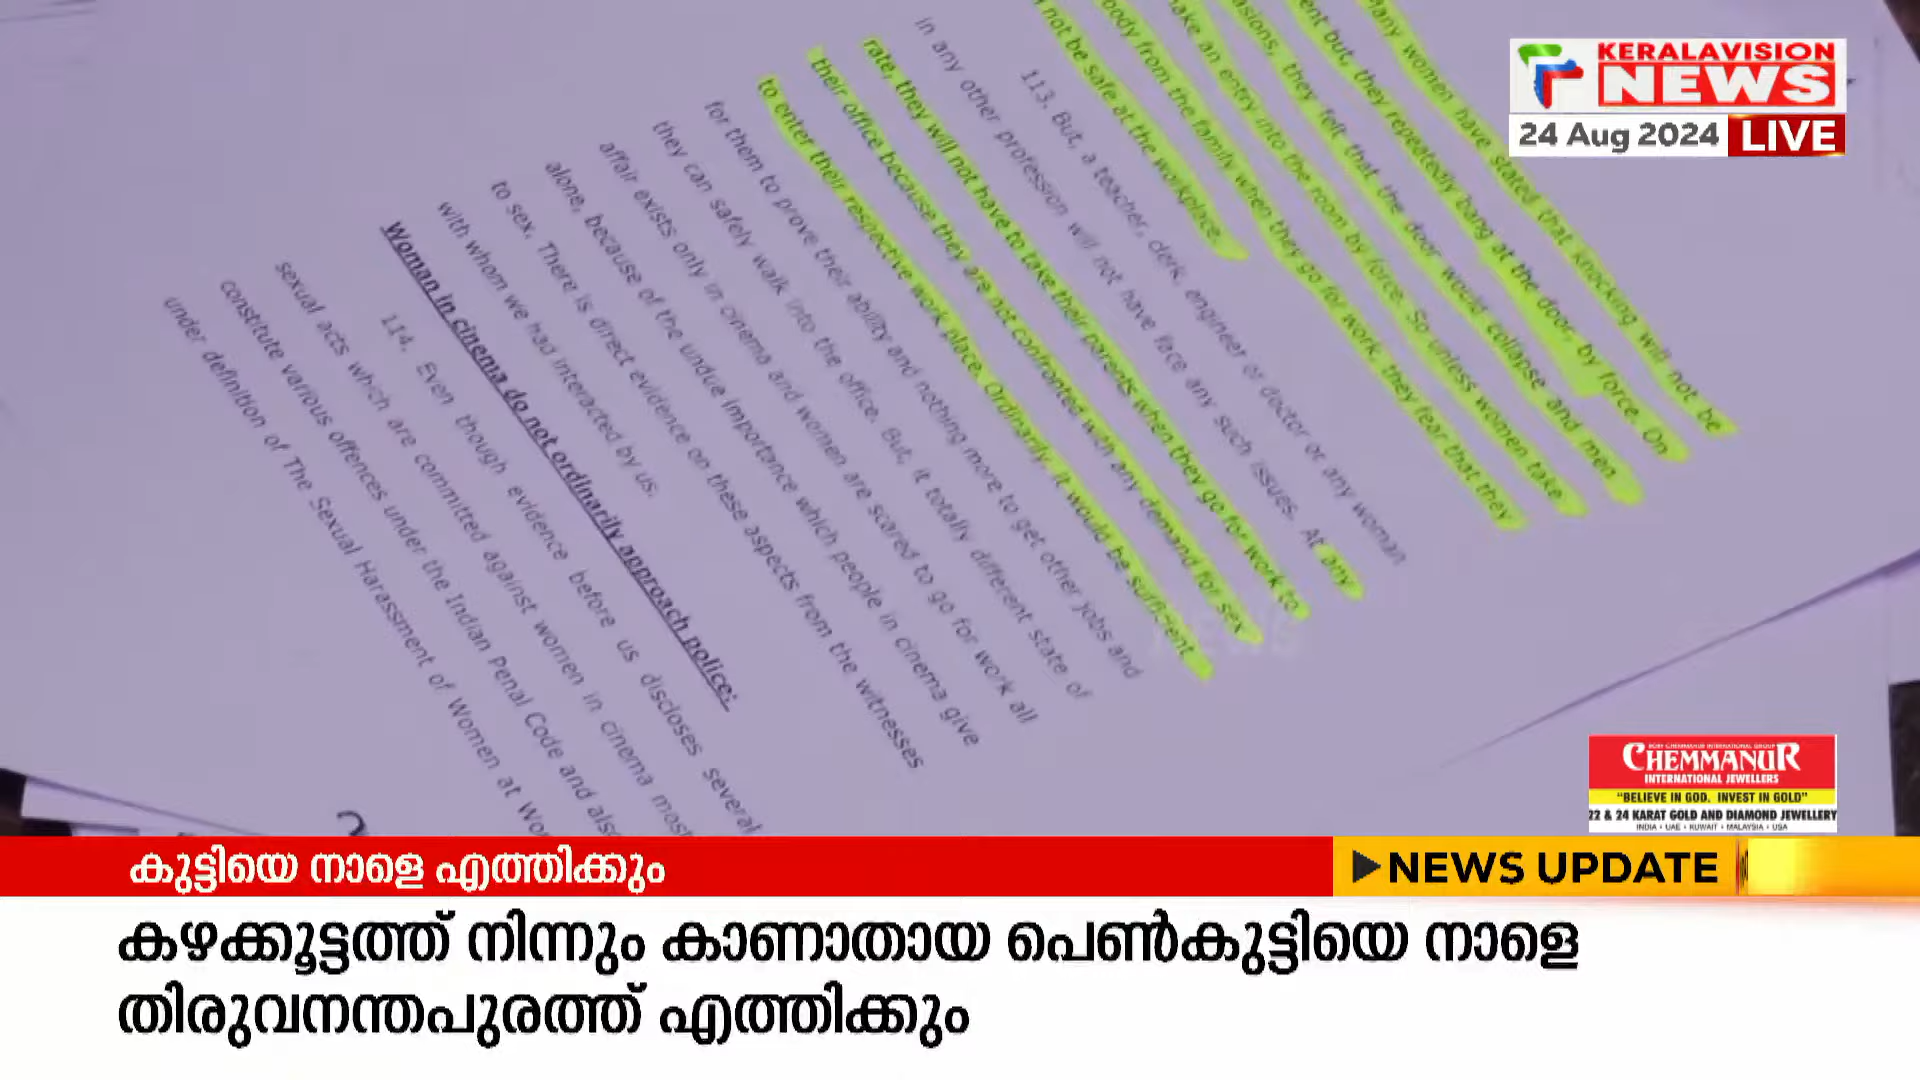 many women have stated that knocking will not be
ent but, they repeatedly bang at the door, by force. On
asions, they felt that the door would collapse and men
ake an entry into the room by force. So unless women take
body from the family when they go for work, they fear that they
not be safe at the workplace.
113. But, a teacher, clerk, engineer or doctor or any woman
in any other profession will not have face any such issues. At any
rate, they will not have to take their parents when they go for work to
their office because they are not confronted with any demand for sex
to enter their respective work place. Ordinarily, it would be sufficient
for them to prove their ability and nothing more to get other jobs and
they can safely walk into the office. But, it totally different state of
affair exists only in cinema and women are scared to go for work all
alone, because of the undue importance which people in cinema give
to sex. There is direct evidence on these aspects from the witnesses
with whom we had interacted by us.
Woman in cinema do not ordinarily approach police:
114. Even though evidence before us discloses several
sexual acts which are committed against women in cinema most
constitute various offences under the Indian Penal Code and also
under definition of The Sexual Harassment of Women at Wor
KERALAVISION
NEWS
24 Aug 2024 LIVE
NEWS
BOBY CHEMMANUR INTERNATIONAL GROUP
CHEMMANUR
INTERNATIONAL JEWELLERS
"BELIEVE IN GOD. INVEST IN GOLD"
22 & 24 KARAT GOLD AND DIAMOND JEWELLERY
INDIA • UAE • KUWAIT • MALAYSIA • USA
കുട്ടിയെ നാളെ എത്തിക്കും
NEWS UPDATE
കഴക്കൂട്ടത്ത് നിന്നും കാണാതായ പെൺകുട്ടിയെ നാളെ
തിരുവനന്തപുരത്ത് എത്തിക്കും